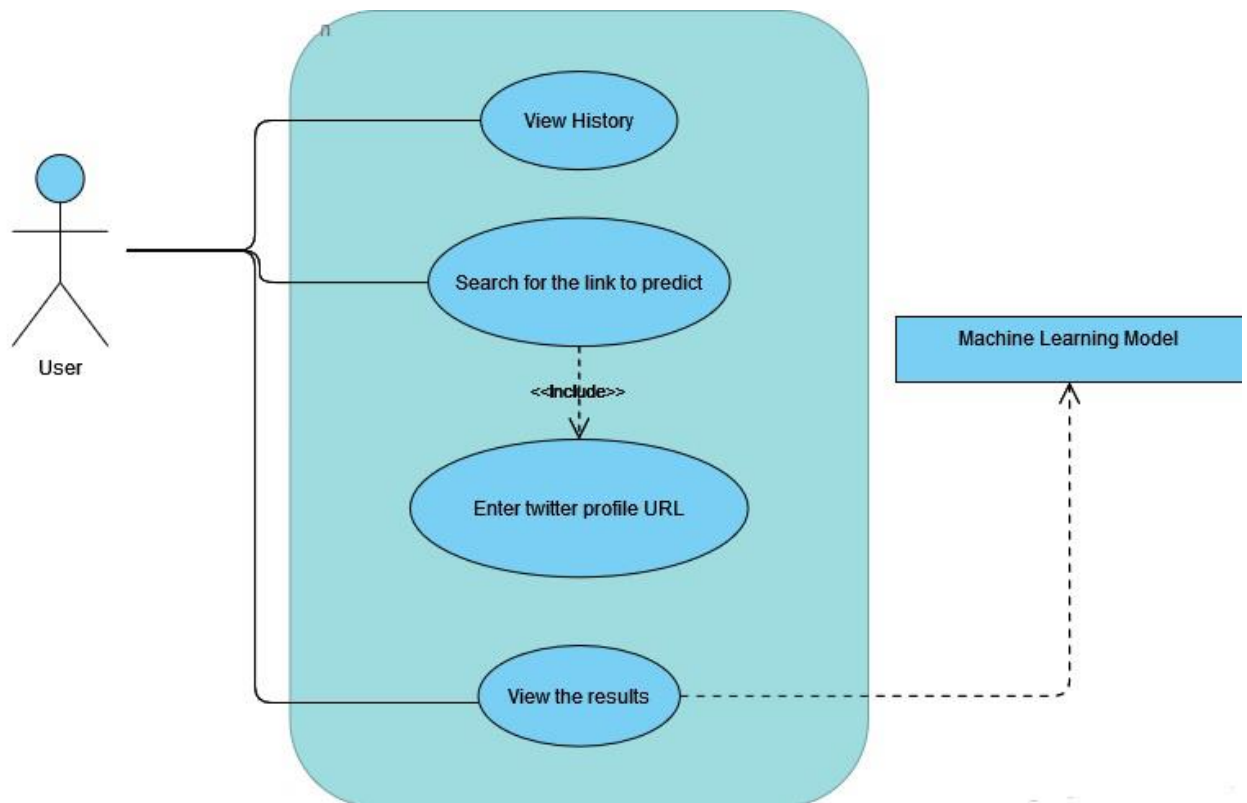 n
View History
Search for the link to predict
User
Machine Learning Model
<<Include>>
Enter twitter profile URL
View the results